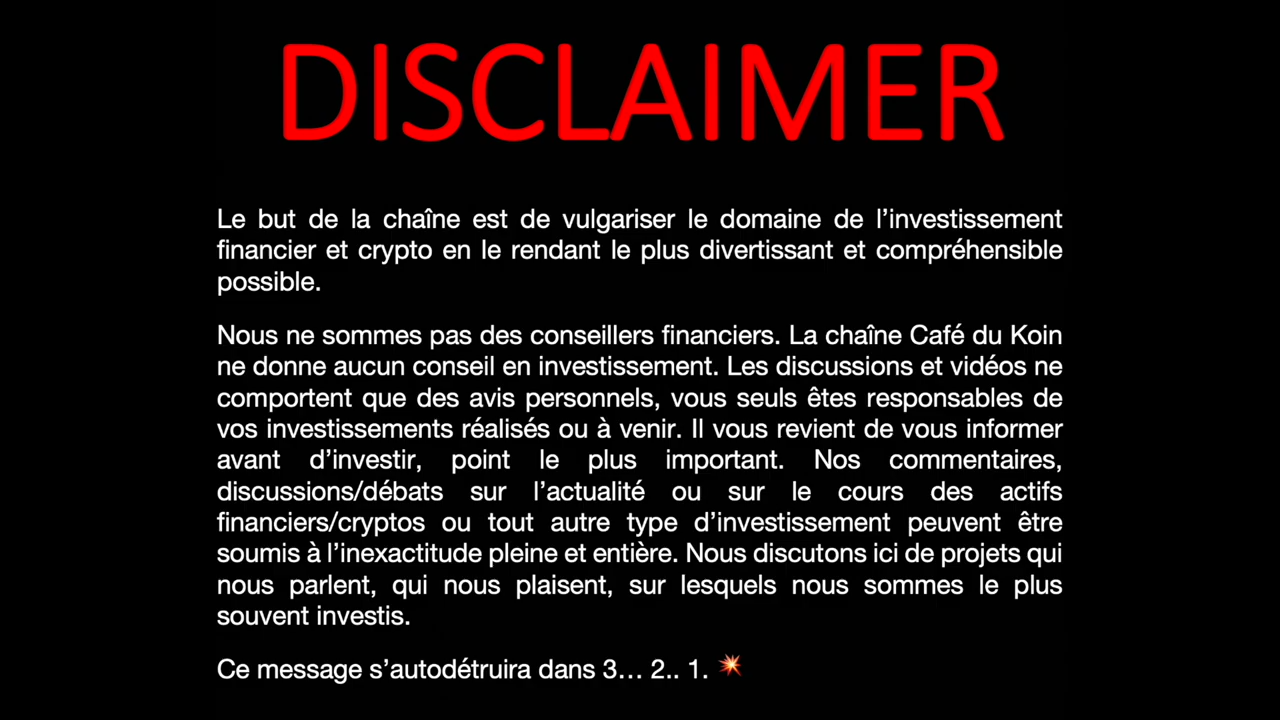 DISCLAIMER
Le but de la chaîne est de vulgariser le domaine de l’investissement
financier et crypto en le rendant le plus divertissant et compréhensible
possible.
Nous ne sommes pas des conseillers financiers. La chaîne Café du Koin
ne donne aucun conseil en investissement. Les discussions et vidéos ne
comportent que des avis personnels, vous seuls êtes responsables de
vos investissements réalisés ou à venir. Il vous revient de vous informer
avant d’investir, point le plus important. Nos commentaires,
discussions/débats sur l’actualité ou sur le cours des actifs
financiers/cryptos ou tout autre type d’investissement peuvent être
soumis à l’inexactitude pleine et entière. Nous discutons ici de projets qui
nous parlent, qui nous plaisent, sur lesquels nous sommes le plus
souvent investis.
Ce message s’autodétruira dans 3… 2.. 1. 💥